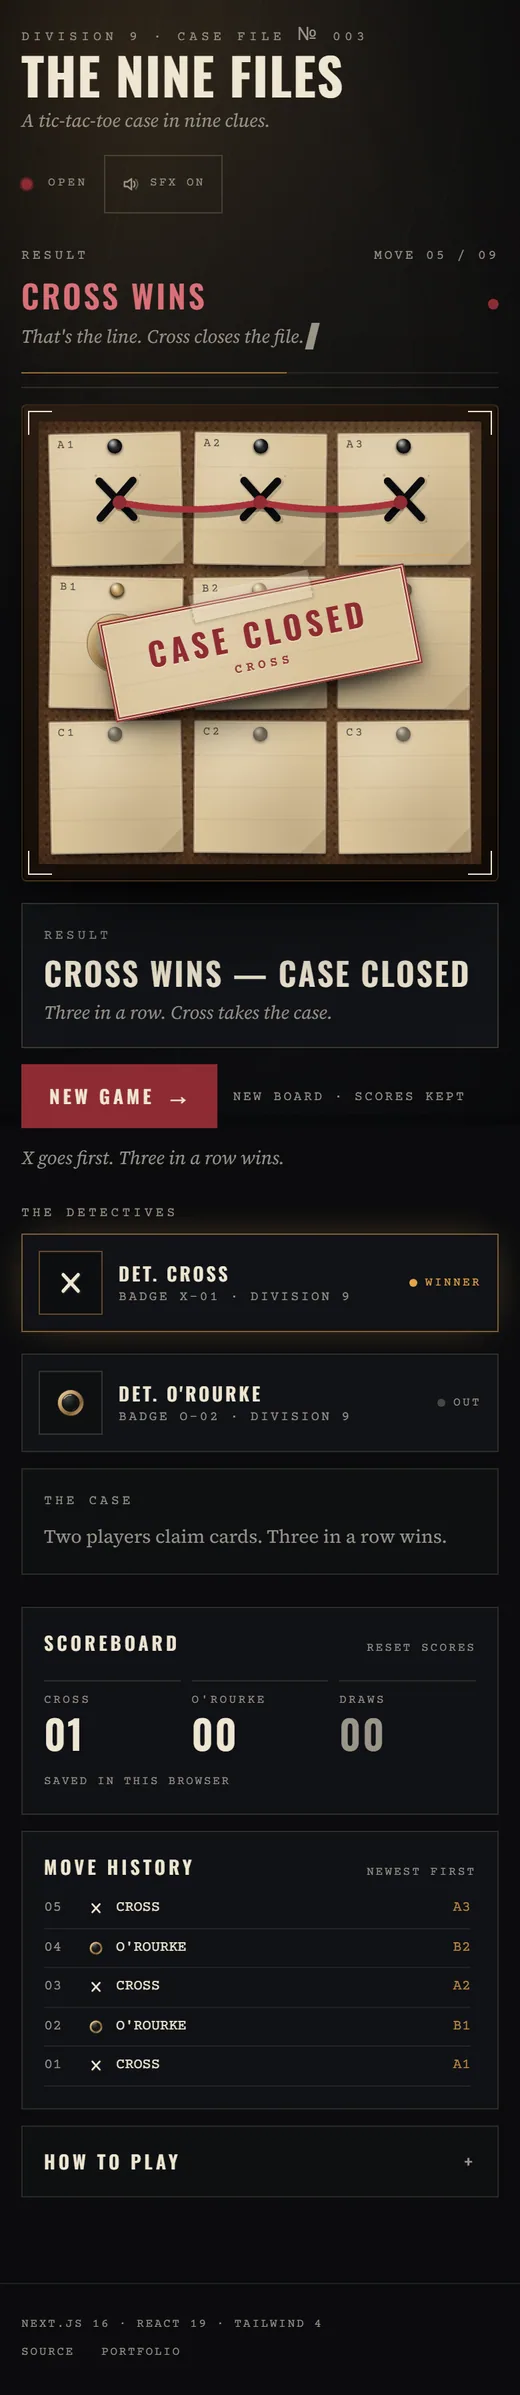 DIVISION 9 · CASE FILE № 003
THE NINE FILES
A tic-tac-toe case in nine clues.
OPEN
SFX ON
RESULT
MOVE 05 / 09
CROSS WINS
That's the line. Cross closes the file.
A1
A2
A3
B1
B2
CASE CLOSED
CROSS
C1
C2
C3
RESULT
CROSS WINS — CASE CLOSED
Three in a row. Cross takes the case.
NEW GAME →
NEW BOARD · SCORES KEPT
X goes first. Three in a row wins.
THE DETECTIVES
DET. CROSS
BADGE X-01 · DIVISION 9
WINNER
DET. O'ROURKE
BADGE O-02 · DIVISION 9
OUT
THE CASE
Two players claim cards. Three in a row wins.
SCOREBOARD
RESET SCORES
CROSS
O'ROURKE
DRAWS
01
00
00
SAVED IN THIS BROWSER
MOVE HISTORY
NEWEST FIRST
05 CROSS A3
04 O'ROURKE B2
03 CROSS A2
02 O'ROURKE B1
01 CROSS A1
HOW TO PLAY +
NEXT.JS 16 · REACT 19 · TAILWIND 4
SOURCE PORTFOLIO